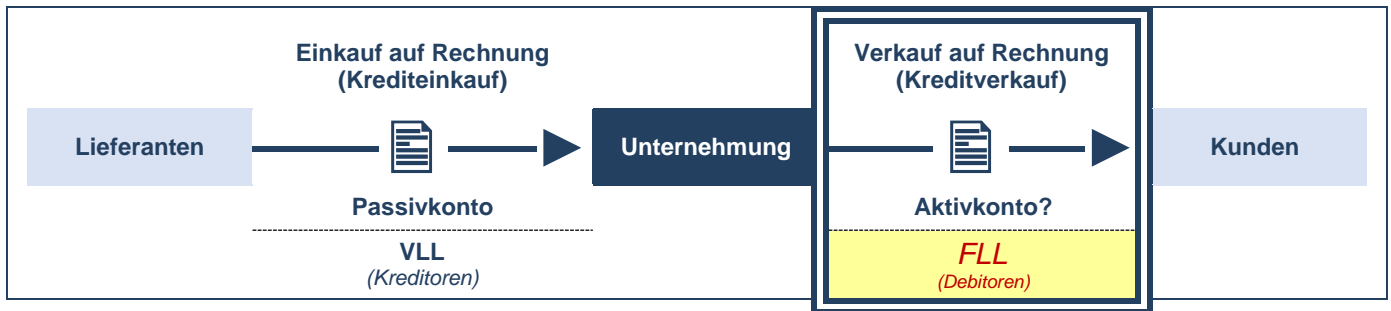 Einkauf auf Rechnung
(Krediteinkauf)
Verkauf auf Rechnung
(Kreditverkauf)
Lieferanten
Unternehmung
Kunden
Passivkonto
Aktivkonto?
VLL
(Kreditoren)
FLL
(Debitoren)